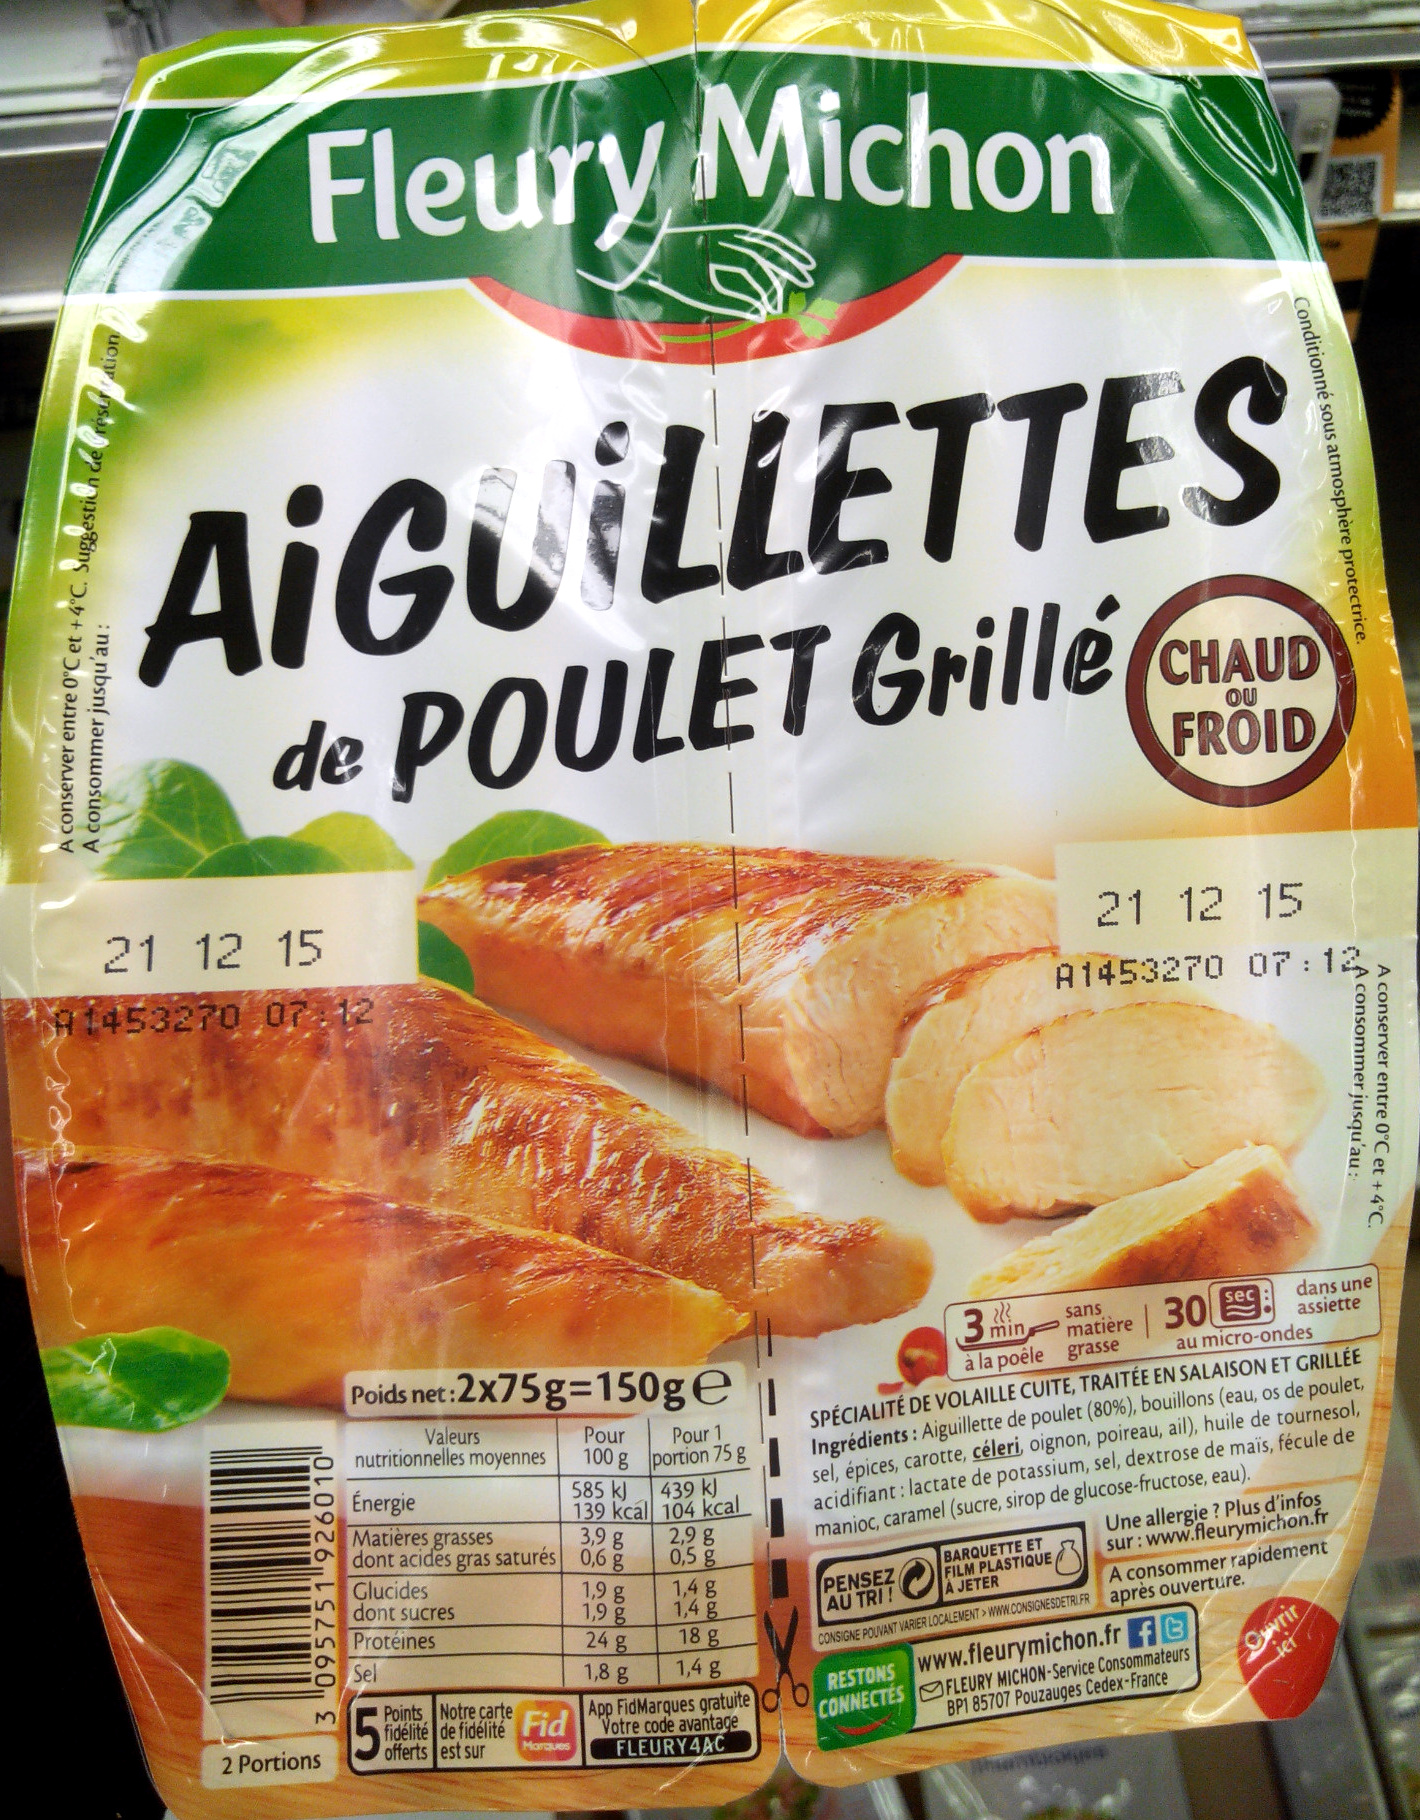 Fleury Michon
AiGUiLLETTES
de POULET Grillé
CHAUD
OU
FROID
A conserver entre 0°C et +4°C. Suggestion de présentation
A consommer jusqu'au :
Conditionné sous atmosphère protectrice.
21 12 15
A1453270 07:12
21 12 15
A1453270 07:12
A conserver entre 0°C et +4°C.
A consommer jusqu'au :
3 min
à la poêle
sans
matière
grasse
30 sec
dans une
assiette
au micro-ondes
Poids net : 2x75g=150g e
Valeurs nutritionnelles moyennes | Pour 100 g | Pour 1 portion 75 g
Énergie 585 kJ 439 kJ
139 kcal 104 kcal
Matières grasses 3,9 g 2,9 g
dont acides gras saturés 0,6 g 0,5 g
Glucides 1,9 g 1,4 g
dont sucres 1,9 g 1,4 g
Protéines 24 g 18 g
Sel 1,8 g 1,4 g
3 095751 926010
2 Portions
5 Points
fidélité
offerts
Notre carte
de fidélité
est sur
Fid
Marques
App FidMarques gratuite
Votre code avantage
FLEURY4AC
SPÉCIALITÉ DE VOLAILLE CUITE, TRAITÉE EN SALAISON ET GRILLÉE
Ingrédients : Aiguillette de poulet (80%), bouillons (eau, os de poulet,
sel, épices, carotte, céleri, oignon, poireau, ail), huile de tournesol,
acidifiant : lactate de potassium, sel, dextrose de maïs, fécule de
manioc, caramel (sucre, sirop de glucose-fructose, eau).
PENSEZ
AU TRI !
BARQUETTE ET
FILM PLASTIQUE
À JETER
CONSIGNE POUVANT VARIER LOCALEMENT > WWW.CONSIGNESDETRI.FR
Une allergie ? Plus d'infos
sur : www.fleurymichon.fr
A consommer rapidement
après ouverture.
RESTONS
CONNECTÉS
www.fleurymichon.fr
FLEURY MICHON - Service Consommateurs
BP1 85707 Pouzauges Cedex - France
Ouvrir
ici